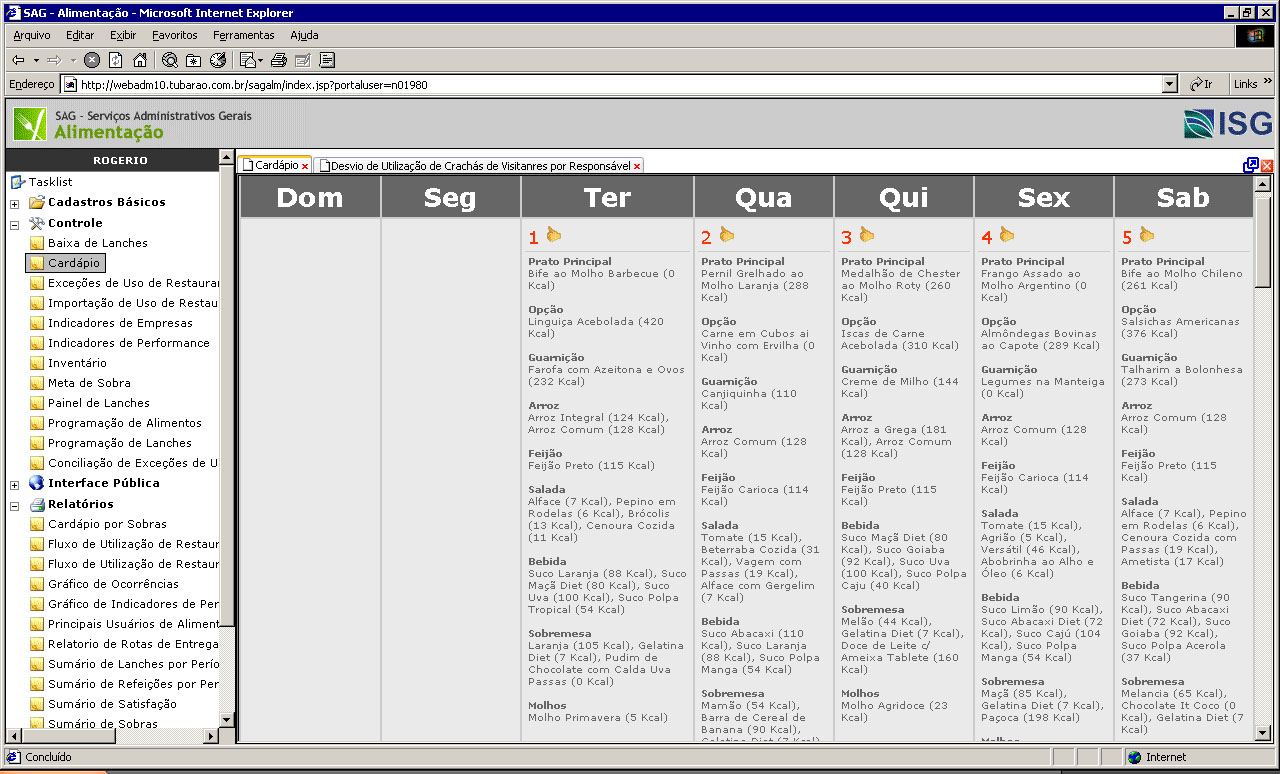 SAG - Alimentação - Microsoft Internet Explorer
Arquivo Editar Exibir Favoritos Ferramentas Ajuda
Endereço http://webadm10.tubarao.com.br/sagalm/index.jsp?portaluser=n01980 Ir Links
SAG - Serviços Administrativos Gerais
Alimentação
ISG
ROGERIO
Tasklist
Cadastros Básicos
Controle
Baixa de Lanches
Cardápio
Exceções de Uso de Restaurar
Importação de Uso de Restau
Indicadores de Empresas
Indicadores de Performance
Inventário
Meta de Sobra
Painel de Lanches
Programação de Alimentos
Programação de Lanches
Conciliação de Exceções de U
Interface Pública
Relatórios
Cardápio por Sobras
Fluxo de Utilização de Restaur
Fluxo de Utilização de Restaur
Gráfico de Ocorrências
Gráfico de Indicadores de Per
Principais Usuários de Aliment
Relatorio de Rotas de Entrega
Sumário de Lanches por Perío
Sumário de Refeições por Per
Sumário de Satisfação
Sumário de Sobras
Cardápio
Desvio de Utilização de Crachás de Visitanres por Responsável
Dom Seg Ter Qua Qui Sex Sab
1
Prato Principal
Bife ao Molho Barbecue (0
Kcal)
Opção
Linguiça Acebolada (420
Kcal)
Guarnição
Farofa com Azeitona e Ovos
(232 Kcal)
Arroz
Arroz Integral (124 Kcal),
Arroz Comum (128 Kcal)
Feijão
Feijão Preto (115 Kcal)
Salada
Alface (7 Kcal), Pepino em
Rodelas (6 Kcal), Brócolis
(13 Kcal), Cenoura Cozida
(11 Kcal)
Bebida
Suco Laranja (88 Kcal), Suco
Maçã Diet (80 Kcal), Suco
Uva (100 Kcal), Suco Polpa
Tropical (54 Kcal)
Sobremesa
Laranja (105 Kcal), Gelatina
Diet (7 Kcal), Pudim de
Chocolate com Calda Uva
Passas (0 Kcal)
Molhos
Molho Primavera (5 Kcal)
2
Prato Principal
Pernil Grelhado ao
Molho Laranja (288
Kcal)
Opção
Carne em Cubos ai
Vinho com Ervilha (0
Kcal)
Guarnição
Canjiquinha (110
Kcal)
Arroz
Arroz Comum (128
Kcal)
Feijão
Feijão Carioca (114
Kcal)
Salada
Tomate (15 Kcal),
Beterraba Cozida (31
Kcal), Vagem com
Passas (19 Kcal),
Alface com Gergelim
(7 Kcal)
Bebida
Suco Abacaxi (110
Kcal), Suco Laranja
(88 Kcal), Suco Polpa
Manga (54 Kcal)
Sobremesa
Mamão (54 Kcal),
Barra de Cereal de
Banana (90 Kcal),
Gelatina Diet (7 Kcal)
3
Prato Principal
Medalhão de Chester
ao Molho Roty (260
Kcal)
Opção
Iscas de Carne
Acebolada (310 Kcal)
Guarnição
Creme de Milho (144
Kcal)
Arroz
Arroz a Grega (181
Kcal), Arroz Comum
(128 Kcal)
Feijão
Feijão Preto (115
Kcal)
Bebida
Suco Maçã Diet (80
Kcal), Suco Goiaba
(92 Kcal), Suco Uva
(100 Kcal), Suco Polpa
Caju (40 Kcal)
Sobremesa
Melão (44 Kcal),
Gelatina Diet (7 Kcal),
Doce de Leite c/
Ameixa Tablete (160
Kcal)
Molhos
Molho Agridoce (23
Kcal)
4
Prato Principal
Frango Assado ao
Molho Argentino (0
Kcal)
Opção
Almôndegas Bovinas
ao Capote (289 Kcal)
Guarnição
Legumes na Manteiga
(0 Kcal)
Arroz
Arroz Comum (128
Kcal)
Feijão
Feijão Carioca (114
Kcal)
Salada
Tomate (15 Kcal),
Agrião (5 Kcal),
Versátil (46 Kcal),
Abobrinha ao Alho e
Óleo (6 Kcal)
Bebida
Suco Limão (90 Kcal),
Suco Abacaxi Diet (72
Kcal), Suco Cajú (104
Kcal), Suco Polpa
Manga (54 Kcal)
Sobremesa
Maçã (85 Kcal),
Gelatina Diet (7 Kcal),
Paçoca (198 Kcal)
Molhos
5
Prato Principal
Bife ao Molho Chileno
(261 Kcal)
Opção
Salsichas Americanas
(376 Kcal)
Guarnição
Talharim a Bolonhesa
(273 Kcal)
Arroz
Arroz Comum (128
Kcal)
Feijão
Feijão Preto (115
Kcal)
Salada
Alface (7 Kcal), Pepino
em Rodelas (6 Kcal),
Cenoura Cozida com
Passas (19 Kcal),
Ametista (17 Kcal)
Bebida
Suco Tangerina (90
Kcal), Suco Abacaxi
Diet (72 Kcal), Suco
Goiaba (92 Kcal),
Suco Polpa Acerola
(37 Kcal)
Sobremesa
Melancia (65 Kcal),
Chocolate It Coco (0
Kcal), Gelatina Diet (7
Kcal)
Concluído
Internet